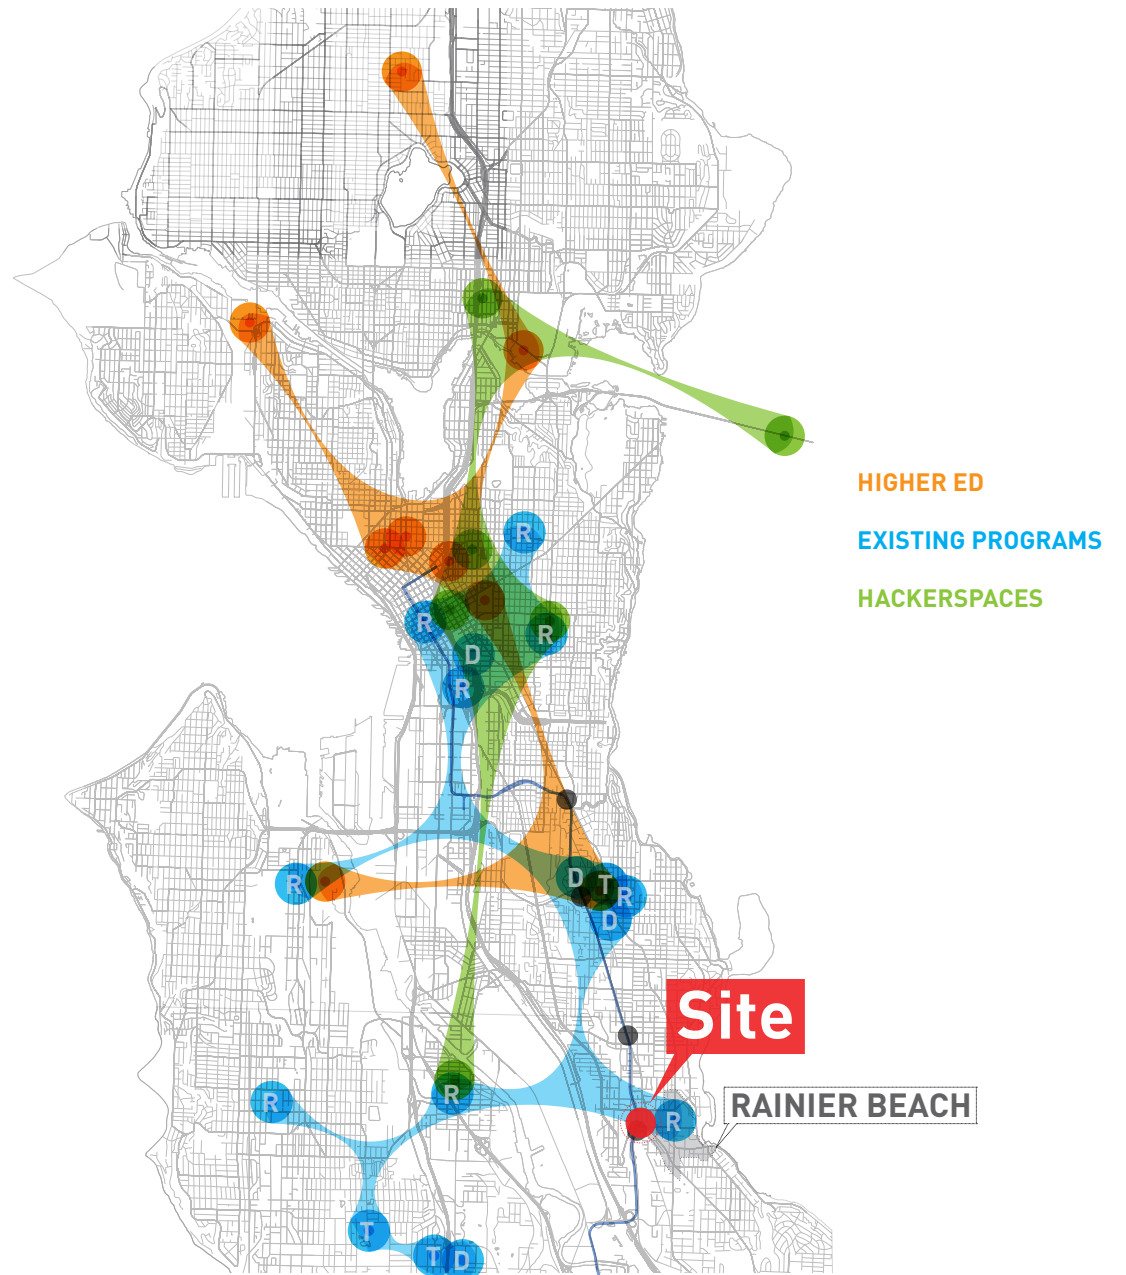 HIGHER ED
R
EXISTING PROGRAMS
HACKERSPACES
R
R
D
R
R
D
T
R
D
Site
R
R
RAINIER BEACH
R
T
T
D